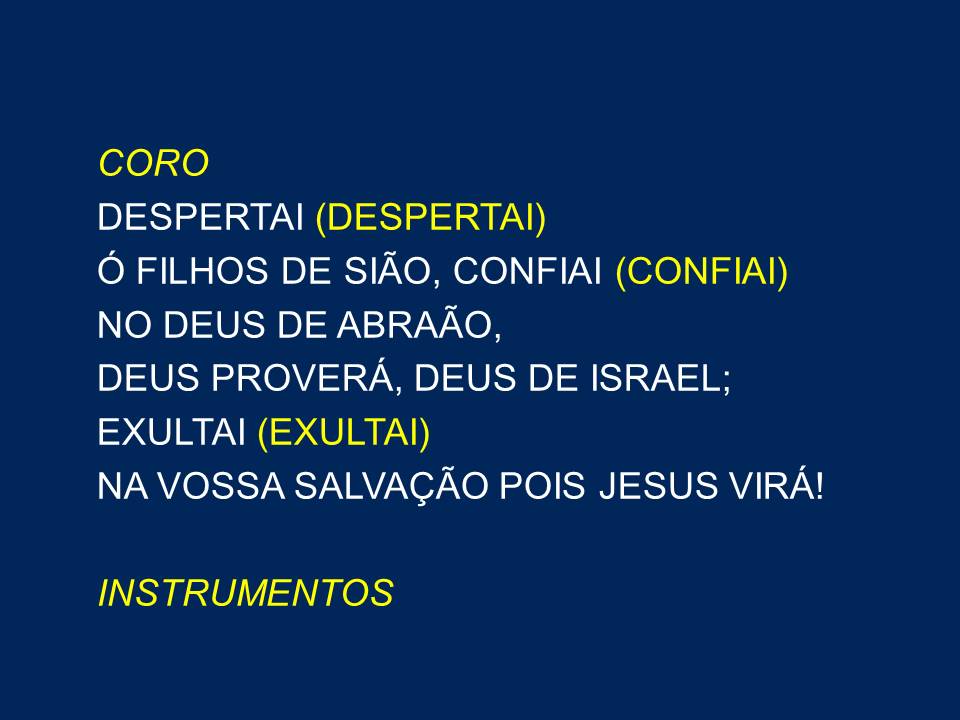 CORO
DESPERTAI (DESPERTAI)
Ó FILHOS DE SIÃO, CONFIAI (CONFIAI)
NO DEUS DE ABRAÃO,
DEUS PROVERÁ, DEUS DE ISRAEL;
EXULTAI (EXULTAI)
NA VOSSA SALVAÇÃO POIS JESUS VIRÁ!
INSTRUMENTOS